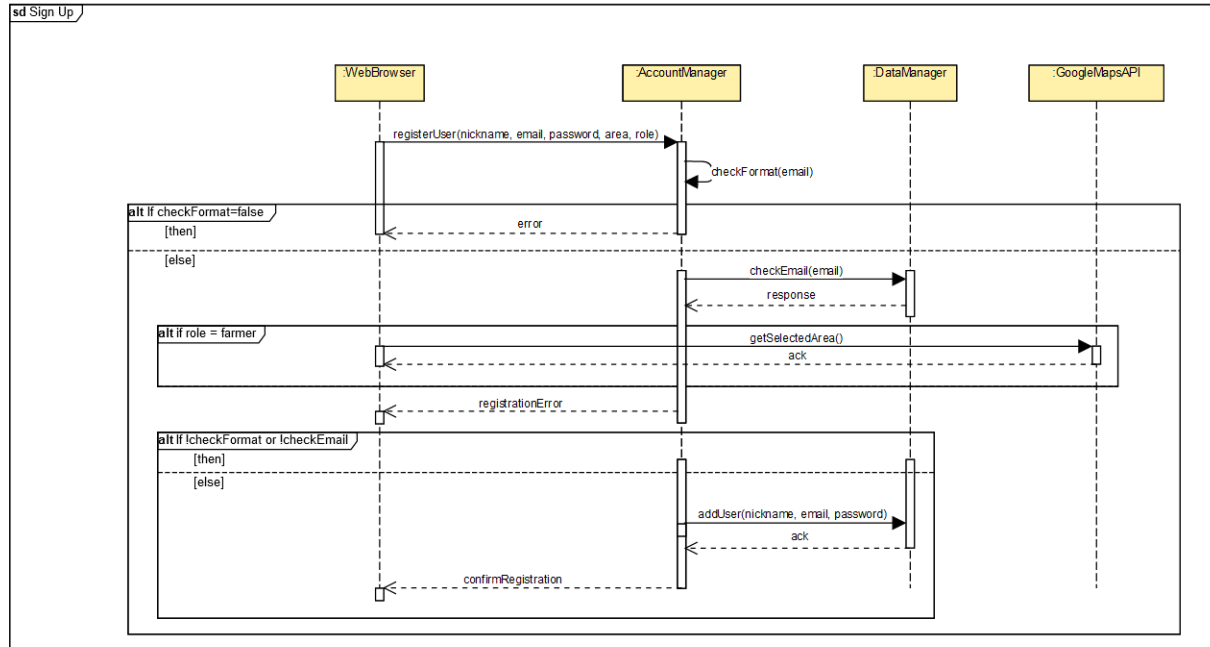 sd Sign Up
:WebBrowser
:AccountManager
:DataManager
:GoogleMapsAPI
registerUser(nickname, email, password, area, role)
checkFormat(email)
alt If checkFormat=false
error
[then]
[else]
checkEmail(email)
response
alt if role = farmer
getSelectedArea()
ack
registrationError
alt If !checkFormat or !checkEmail
[then]
[else]
addUser(nickname, email, password)
ack
confirmRegistration